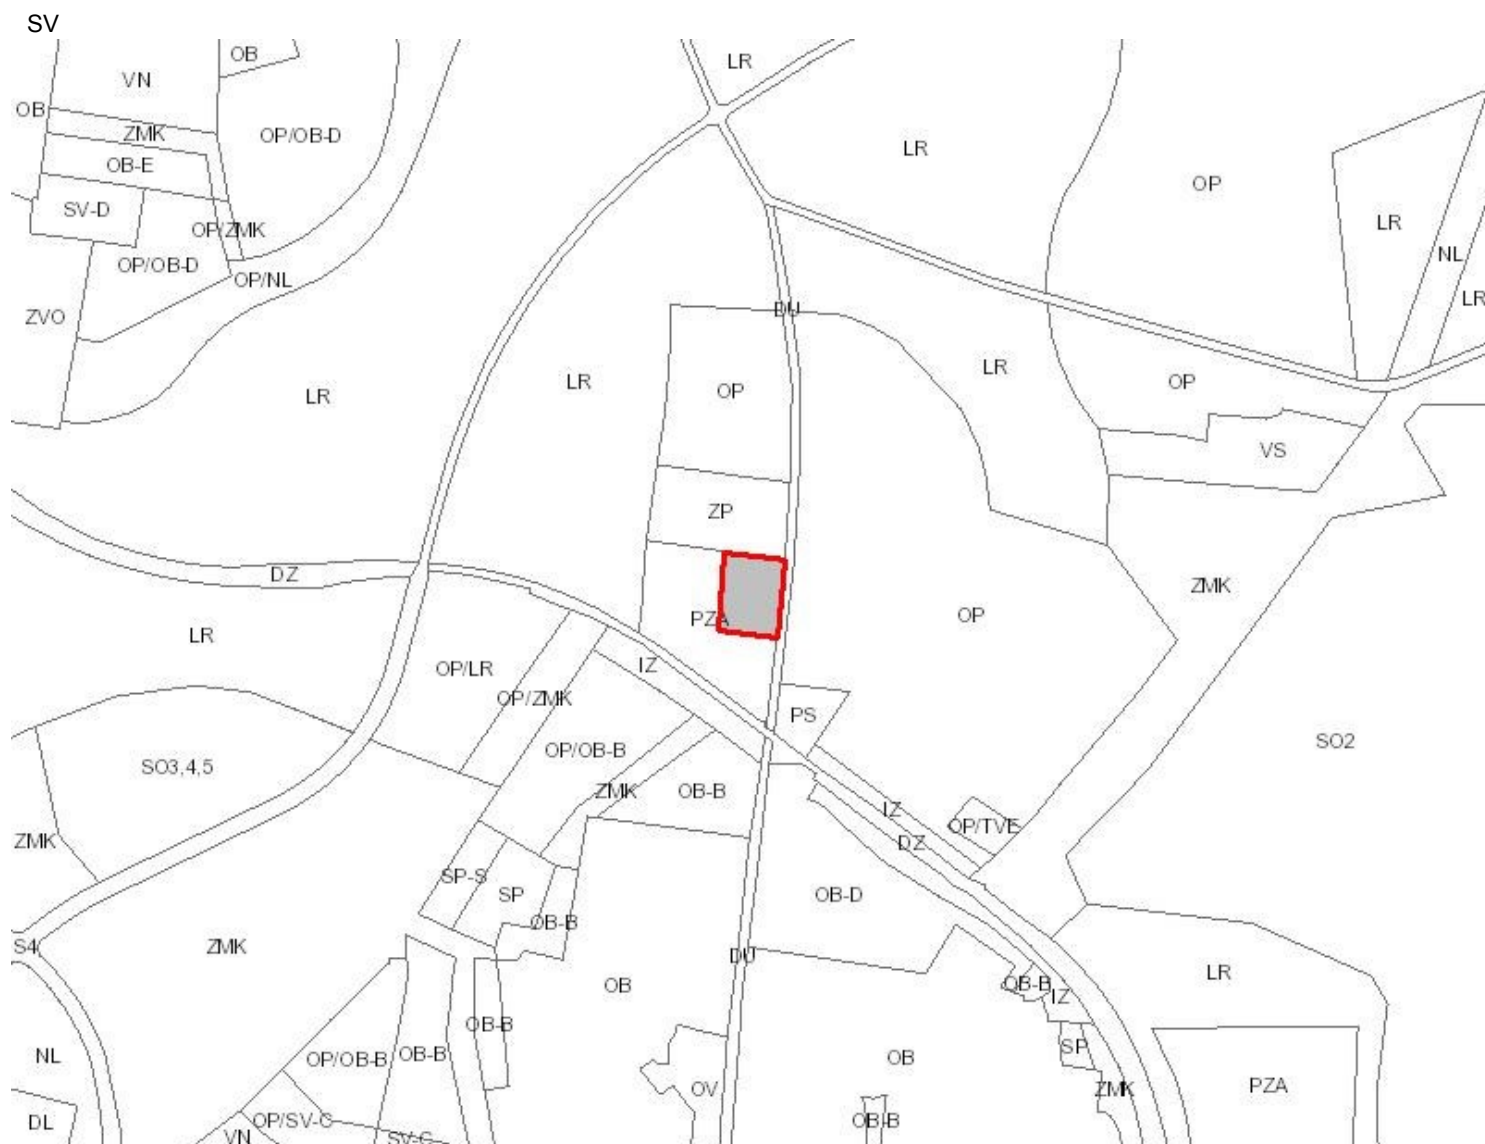 SV
OB
LR
VN
OB
ZMK
OP/OB-D
LR
OB-E
OP
SV-D
OP/ZMK
LR
OP/OB-D
NL
OP/NL
LR
ZVO
DU
LR
LR
LR
OP
OP
VS
ZP
DZ
ZMK
PZA
OP
LR
IZ
OP/LR
OP/ZMK
PS
SO2
OP/OB-B
SO3,4,5
ZMK
OB-B
IZ
OP/TVE
ZMK
DZ
SP-S
SP
OB-D
OB-B
S4
ZMK
DU
LR
OB
OB-B
IZ
OB-B
SP
NL
OP/OB-B
OB-B
OB
PZA
OV
ZMK
DL
OP/SV-C
OB-B
VN
SV-C